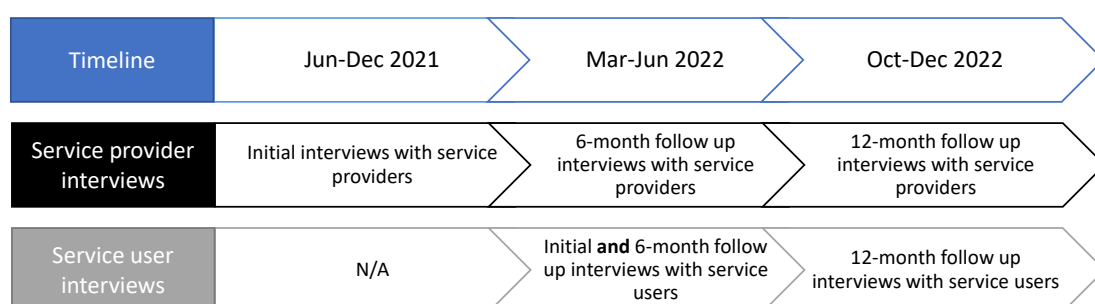 Timeline
Jun-Dec 2021
Mar-Jun 2022
Oct-Dec 2022
Service provider
interviews
Initial interviews with service
providers
6-month follow up
interviews with service
providers
12-month follow up
interviews with service
providers
Service user
interviews
N/A
Initial and 6-month follow
up interviews with service
users
12-month follow up
interviews with service users